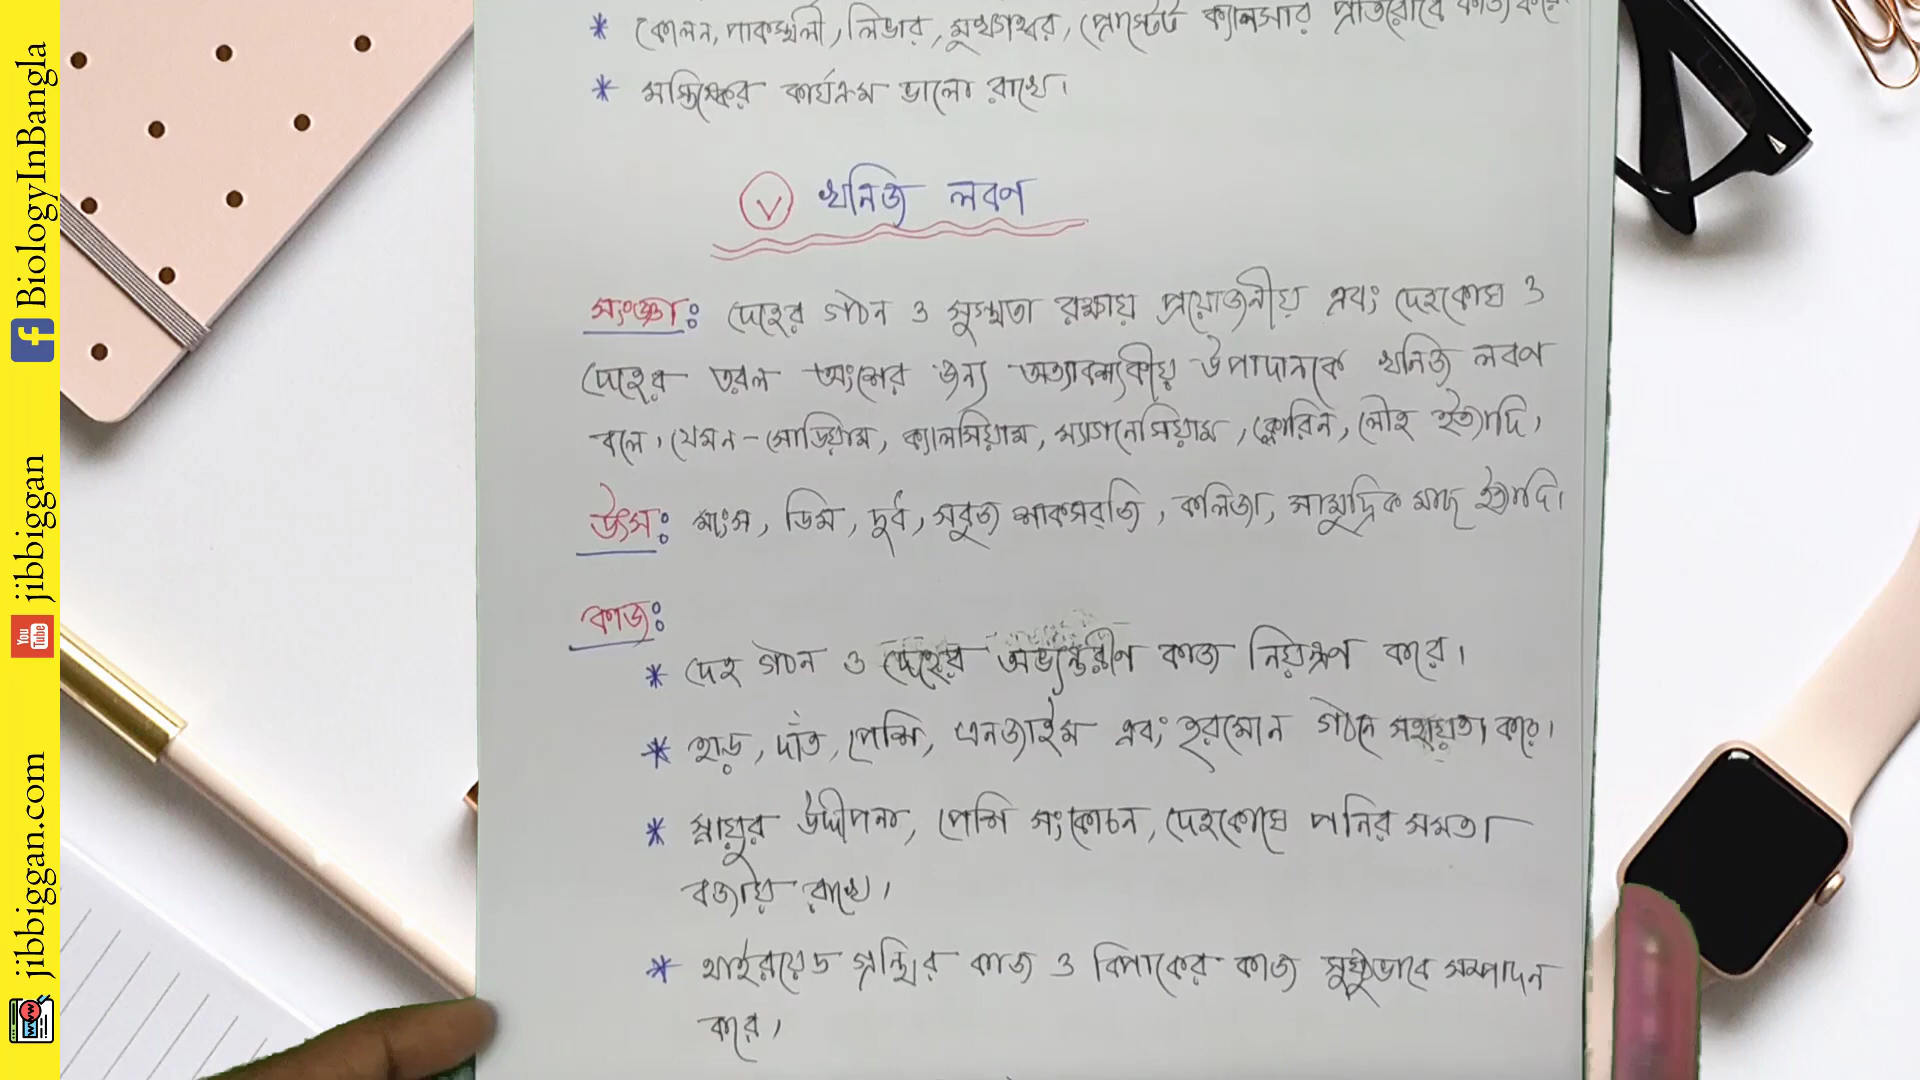 * কোলন, পাকস্থলী, লিভার, মুখগহ্বর, প্রোস্টেট ক্যান্সার প্রতিরোধে কাজ করে
* মস্তিষ্কের কার্যক্রম ভালো রাখে।
V খনিজ লবণ
সংজ্ঞা: দেহের গঠন ও সুস্থতা রক্ষায় প্রয়োজনীয় এবং দেহকোষ ও
দেহের তরল অংশের জন্য অত্যাবশ্যকীয় উপাদানকে খনিজ লবণ
বলে। যেমন - সোডিয়াম, ক্যালসিয়াম, ম্যাগনেসিয়াম, ক্লোরিন, লৌহ ইত্যাদি।
উৎস: মাংস, ডিম, দুধ, সবুজ শাকসবজি, কলিজা, সামুদ্রিক মাছ ইত্যাদি।
কাজ:
* দেহ গঠন ও দেহের অভ্যন্তরীণ কাজ নিয়ন্ত্রণ করে।
* হাড়, দাঁত, পেশি, এনজাইম এবং হরমোন গঠনে সহায়তা করে।
* স্নায়ুর উদ্দীপনা, পেশি সংকোচন, দেহকোষে পানির সমতা
বজায় রাখে।
* থাইরয়েড গ্রন্থির কাজ ও বিপাকের কাজ সুষ্ঠুভাবে সম্পাদন
করে।
BiologyInBangla
You Tube jibbiggan
www jibbiggan.com